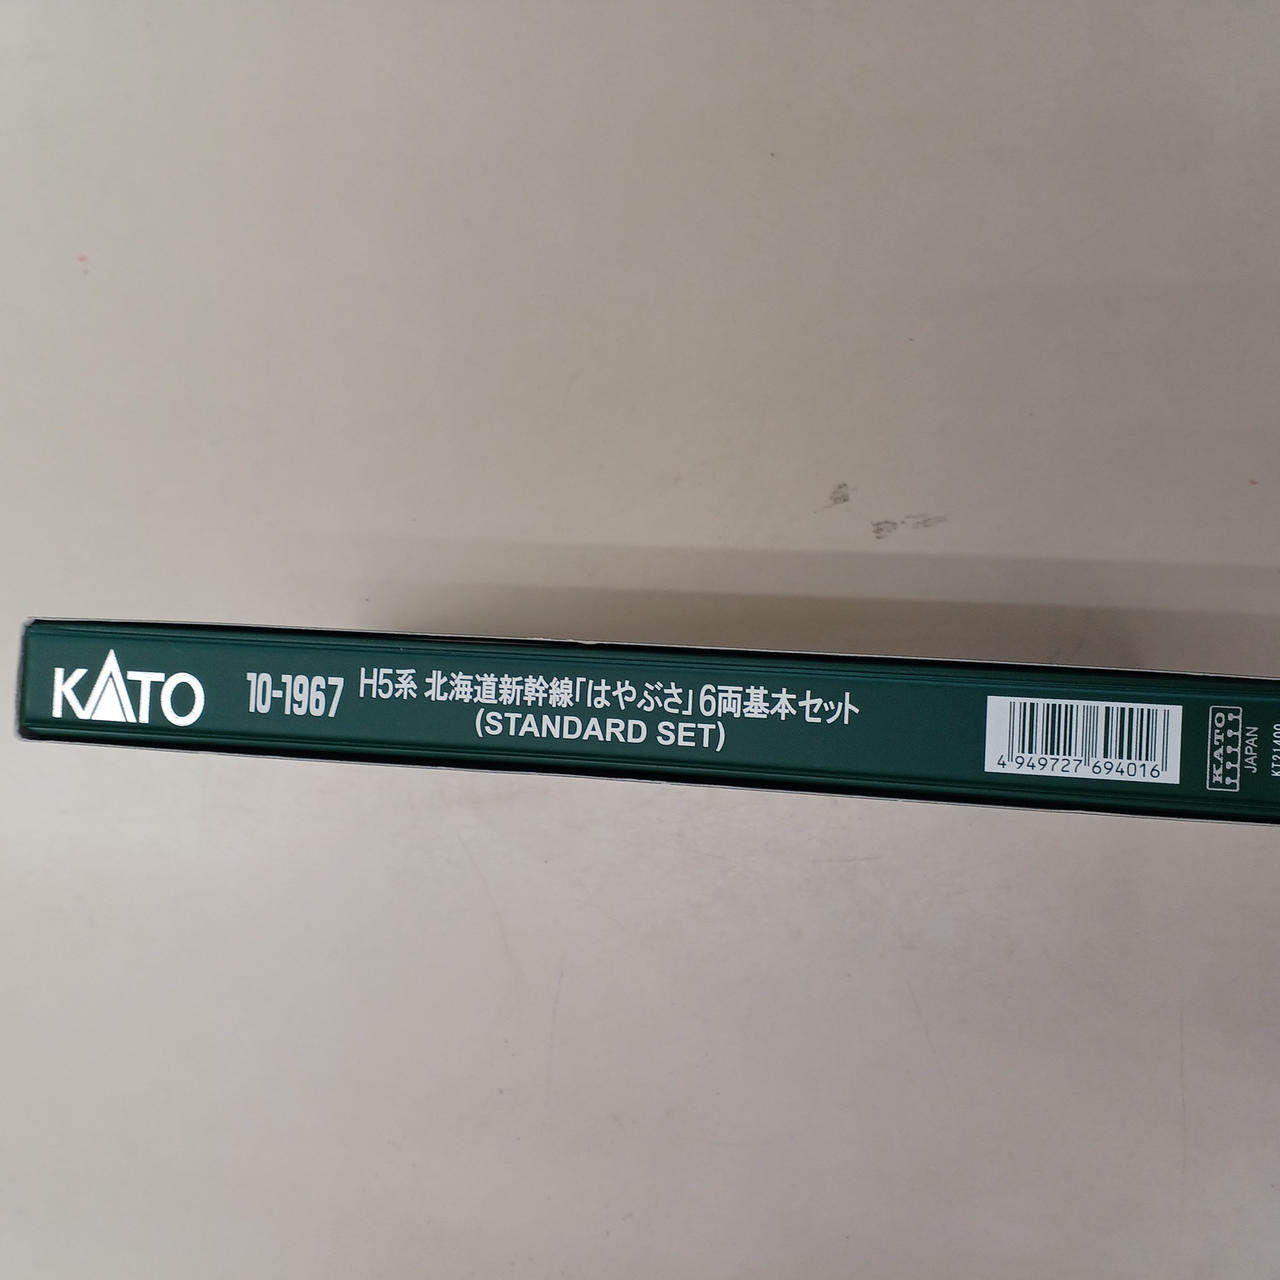 KATO
10-1967
H5系 北海道新幹線「はやぶさ」6両基本セット
(STANDARD SET)
4 949727 694016
KATO
JAPAN